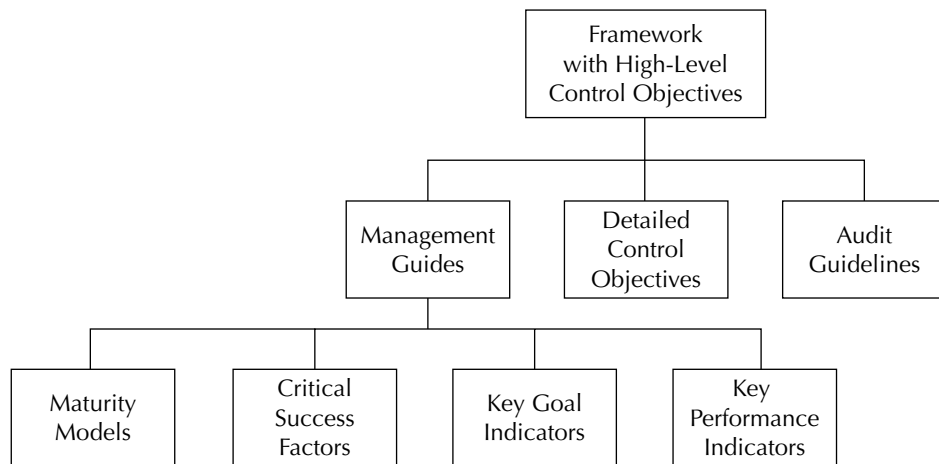 Framework
with High-Level
Control Objectives
Management
Guides
Detailed
Control
Objectives
Audit
Guidelines
Maturity
Models
Critical
Success
Factors
Key Goal
Indicators
Key
Performance
Indicators